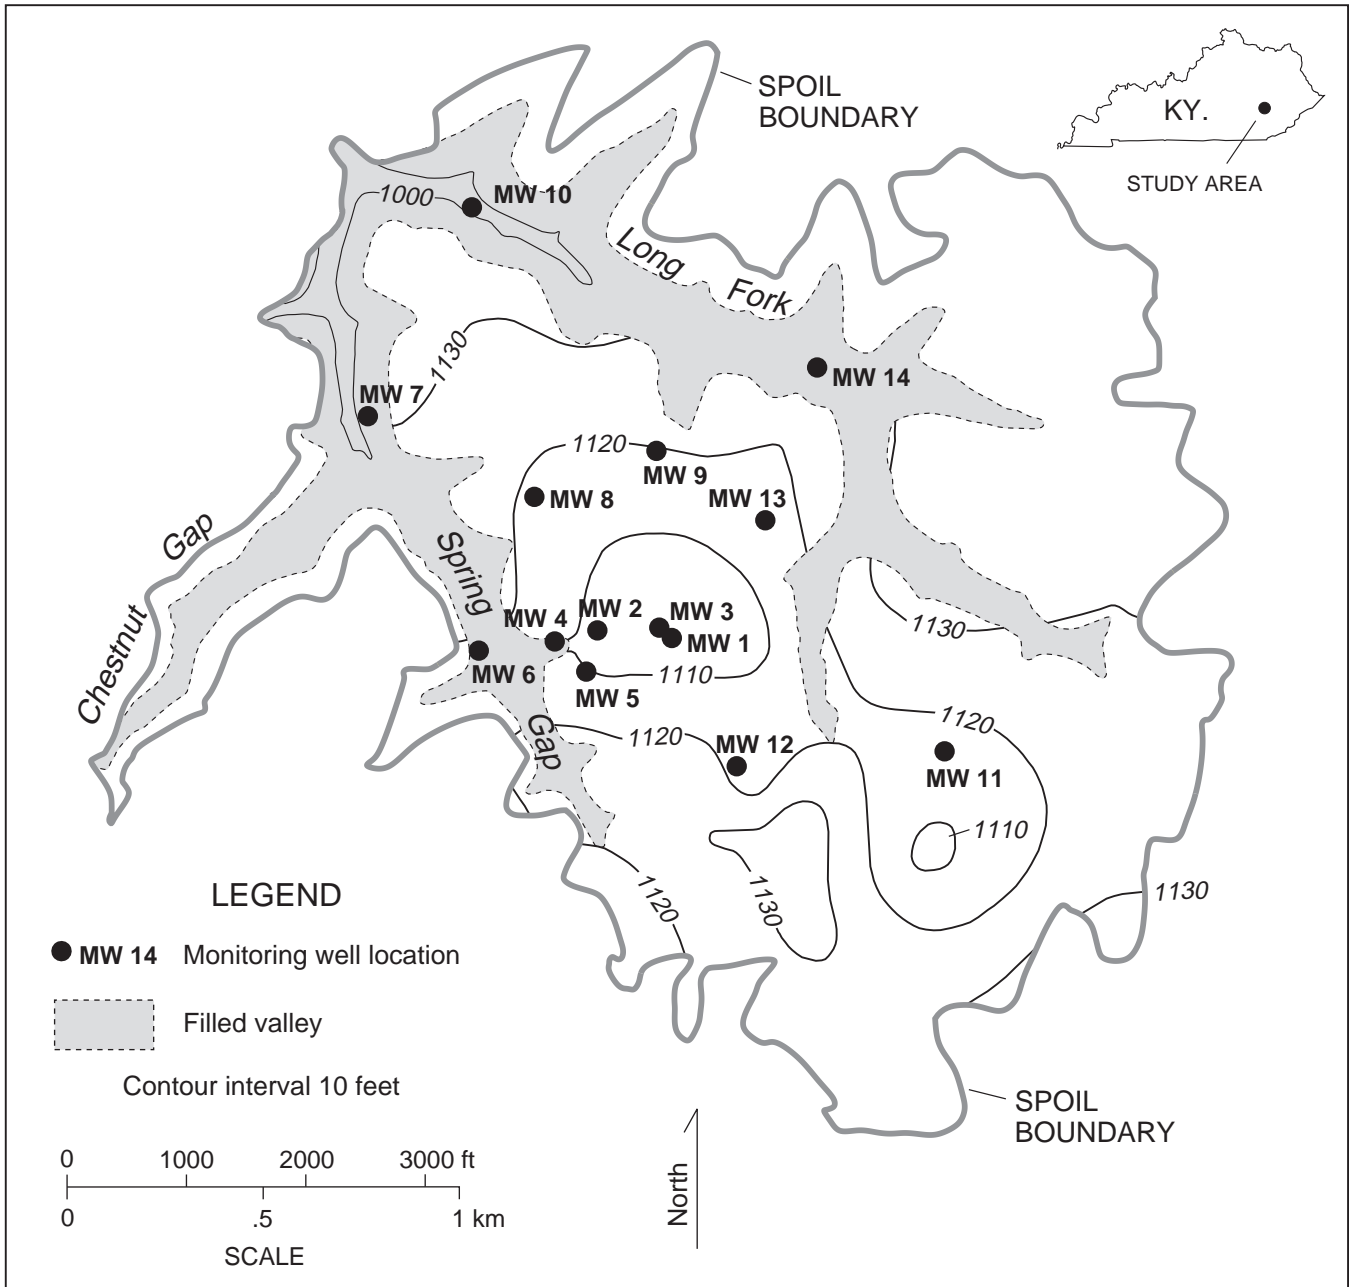 SPOIL
BOUNDARY
KY.
STUDY AREA
MW 10
1000
Long
Fork
1130
MW 7
MW 14
1120
MW 9
MW 8
MW 13
Chestnut
Gap
Spring
Gap
MW 4
MW 2
MW 3
MW 1
1130
MW 6
1110
MW 5
1120
MW 12
1120
MW 11
1110
1120
1130
1130
LEGEND
MW 14 Monitoring well location
Filled valley
Contour interval 10 feet
0 1000 2000 3000 ft
0 .5 1 km
SCALE
North
SPOIL
BOUNDARY